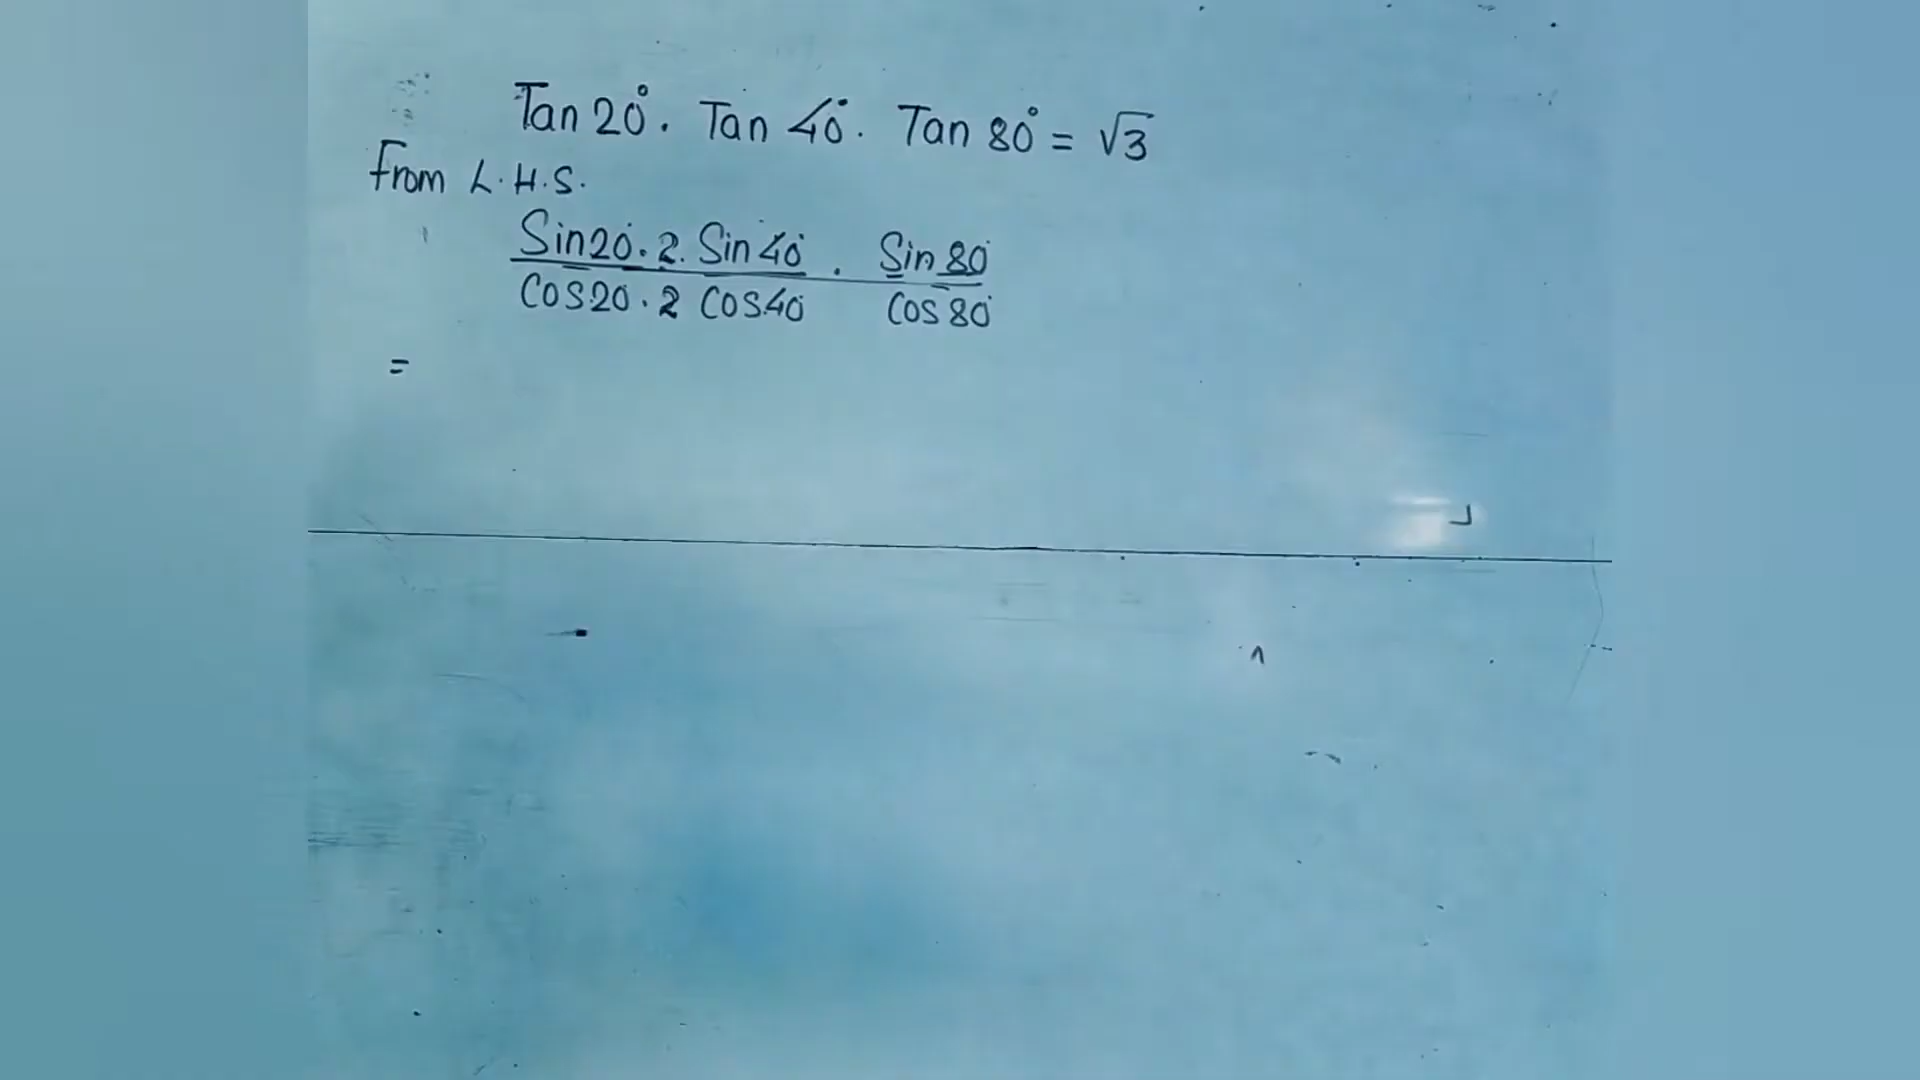 Tan 20°. Tan 40°. Tan 80° = √3
From L.H.S.
Sin20°.2.Sin40° . Sin80°
Cos20°.2 Cos40° Cos80°
=